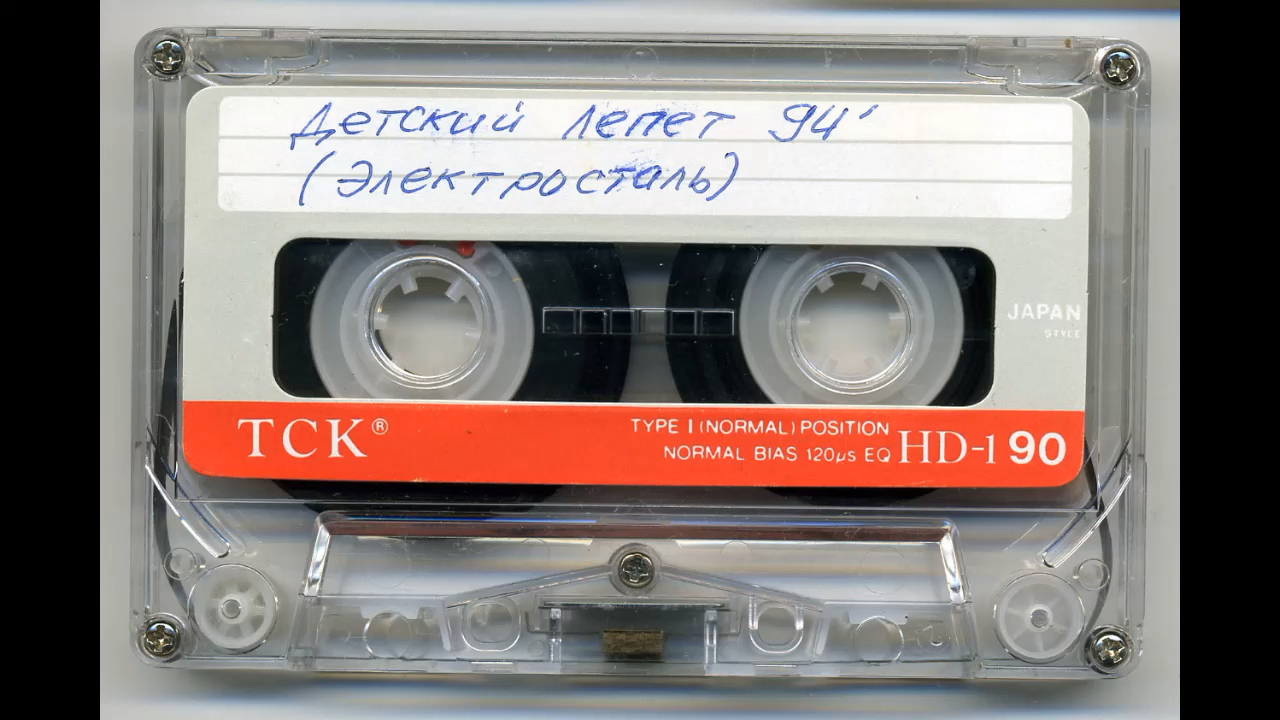 Детский лепет 94'
(Электросталь)
JAPAN
STYLE
TCK®
TYPE I (NORMAL) POSITION
NORMAL BIAS 120µs EQ
HD-1 90